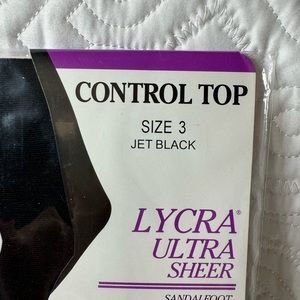 CONTROL TOP
SIZE 3
JET BLACK
LYCRA®
ULTRA
SHEER
SANDALFOOT